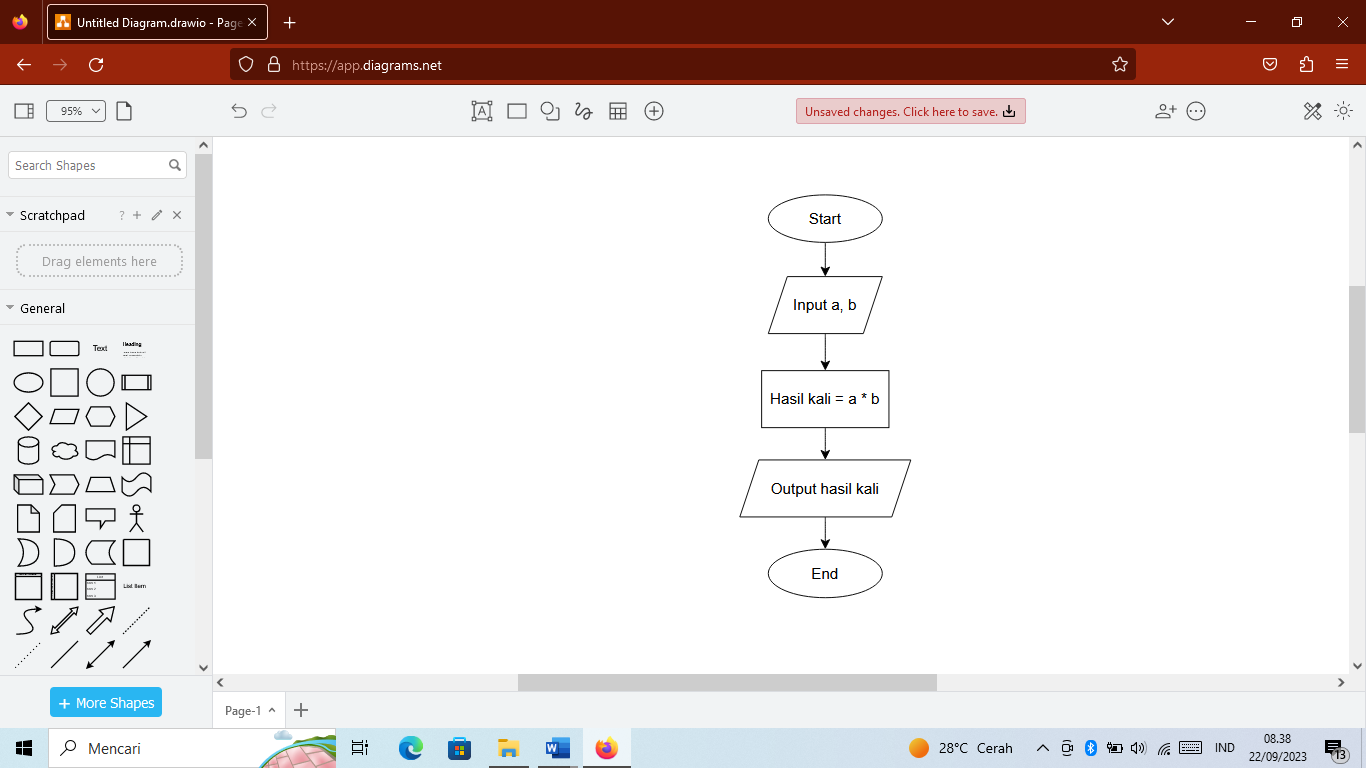 Untitled Diagram.drawio - Page
https://app.diagrams.net
95%
Unsaved changes. Click here to save.
Search Shapes
Scratchpad
?
Drag elements here
General
Text
Heading
List Item
+ More Shapes
Start
Input a, b
Hasil kali = a * b
Output hasil kali
End
Page-1
Mencari
28°C Cerah
IND
08.38
22/09/2023
13